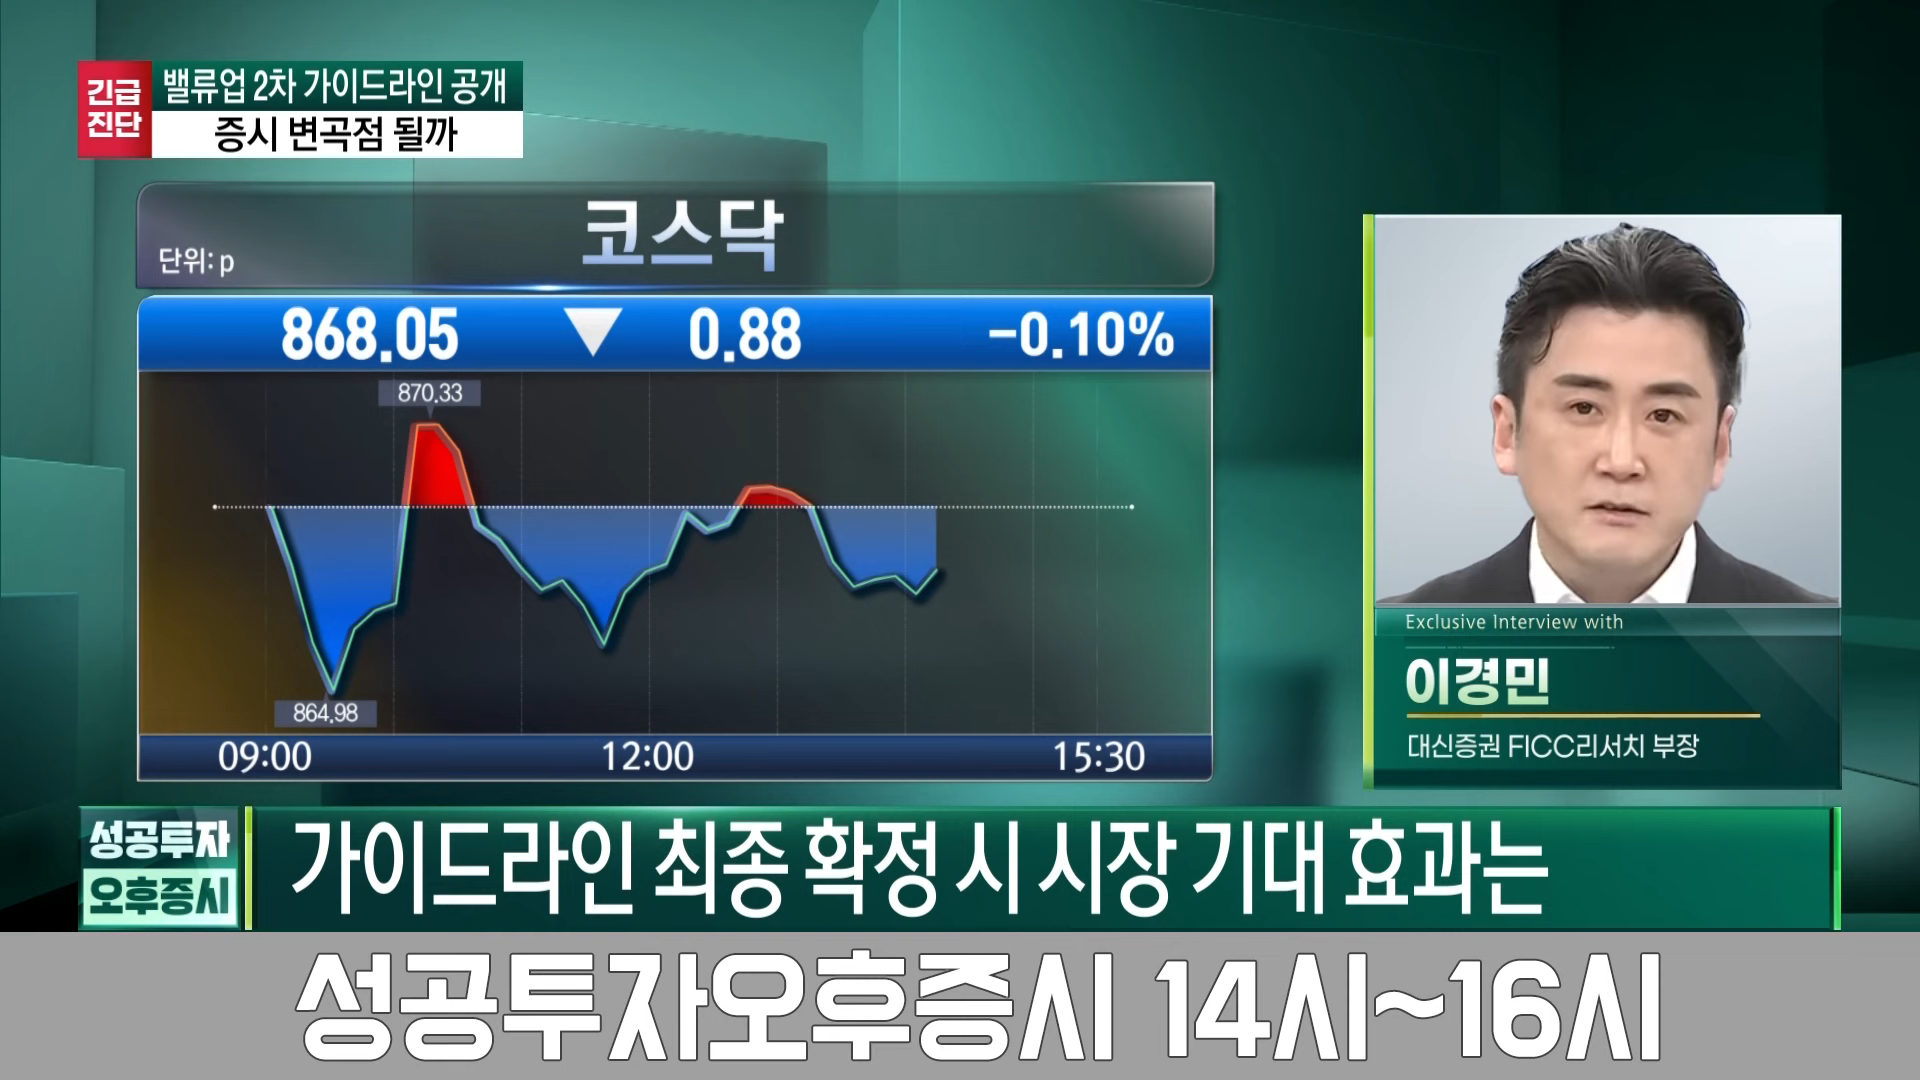 긴급
진단
밸류업 2차 가이드라인 공개
증시 변곡점 될까
코스닥
단위: p
868.05 ▼ 0.88 -0.10%
870.33
864.98
09:00 12:00 15:30
Exclusive Interview with
이경민
대신증권 FICC리서치 부장
성공투자
오후증시
가이드라인 최종 확정 시 시장 기대 효과는
성공투자오후증시 14시~16시